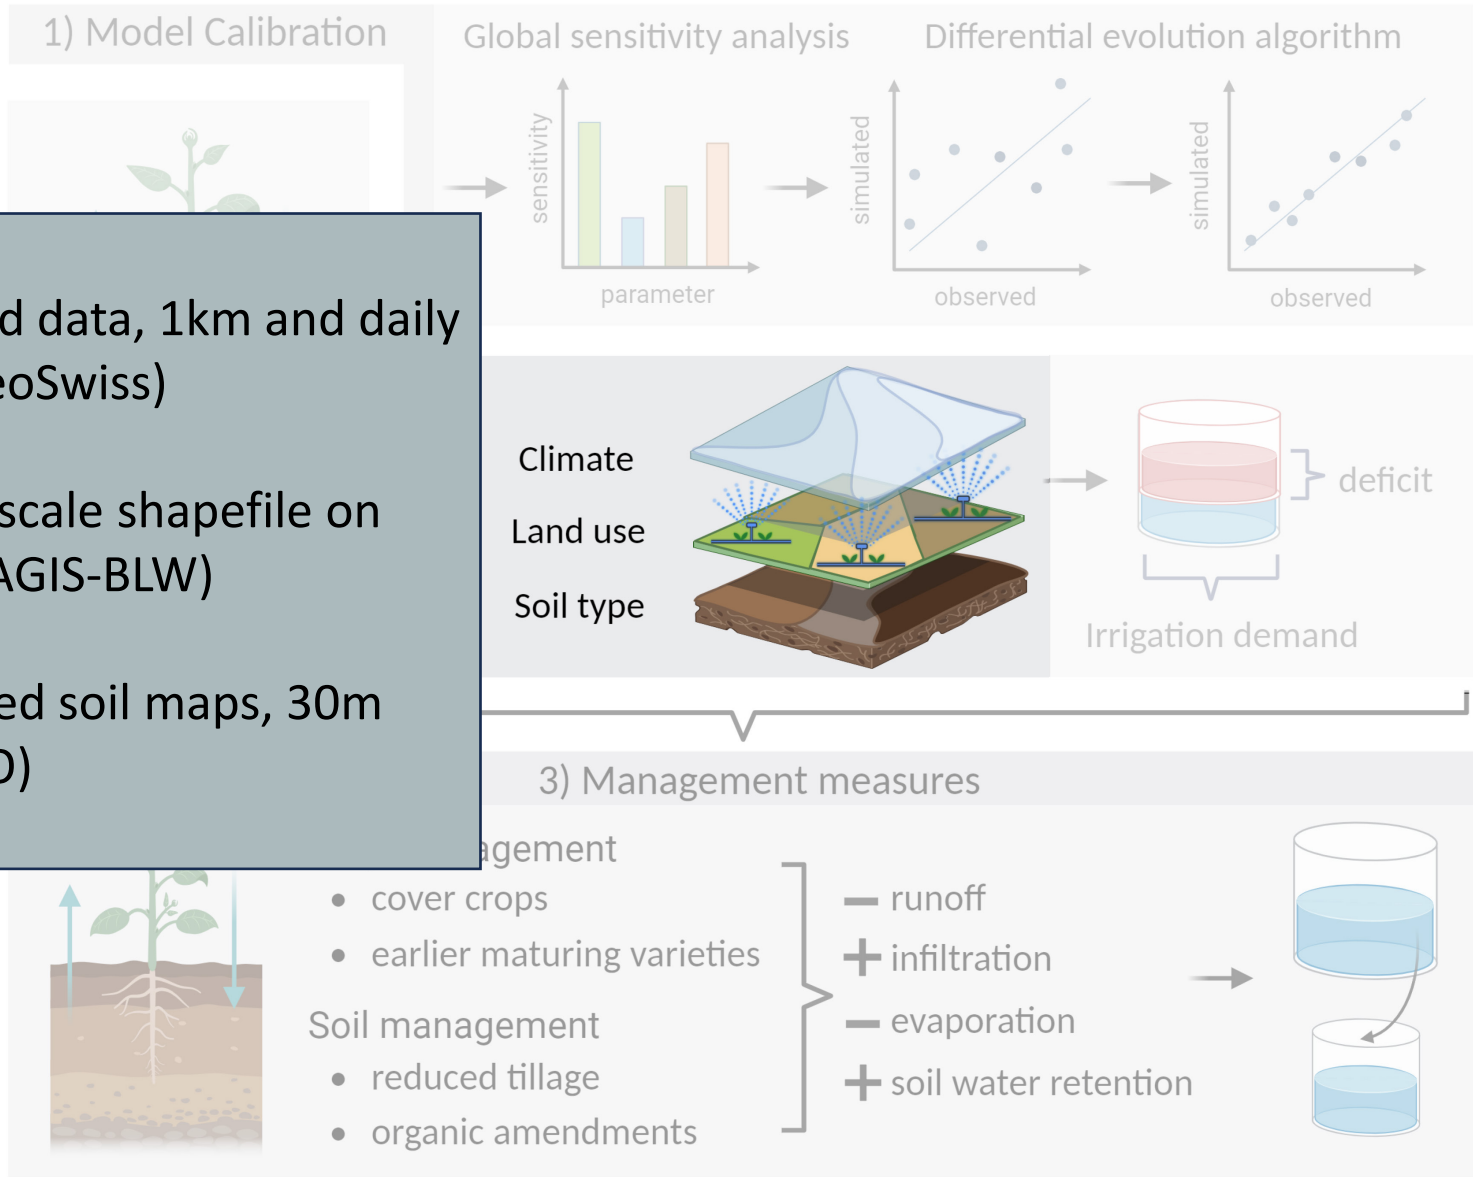 1) Model Calibration
Global sensitivity analysis
Differential evolution algorithm
sensitivity
parameter
simulated
observed
simulated
observed
d data, 1km and daily
eoSwiss)
scale shapefile on
AGIS-BLW)
ed soil maps, 30m
Climate
Land use
Soil type
deficit
Irrigation demand
3) Management measures
agement
• cover crops
• earlier maturing varieties
Soil management
• reduced tillage
• organic amendments
− runoff
+ infiltration
− evaporation
+ soil water retention